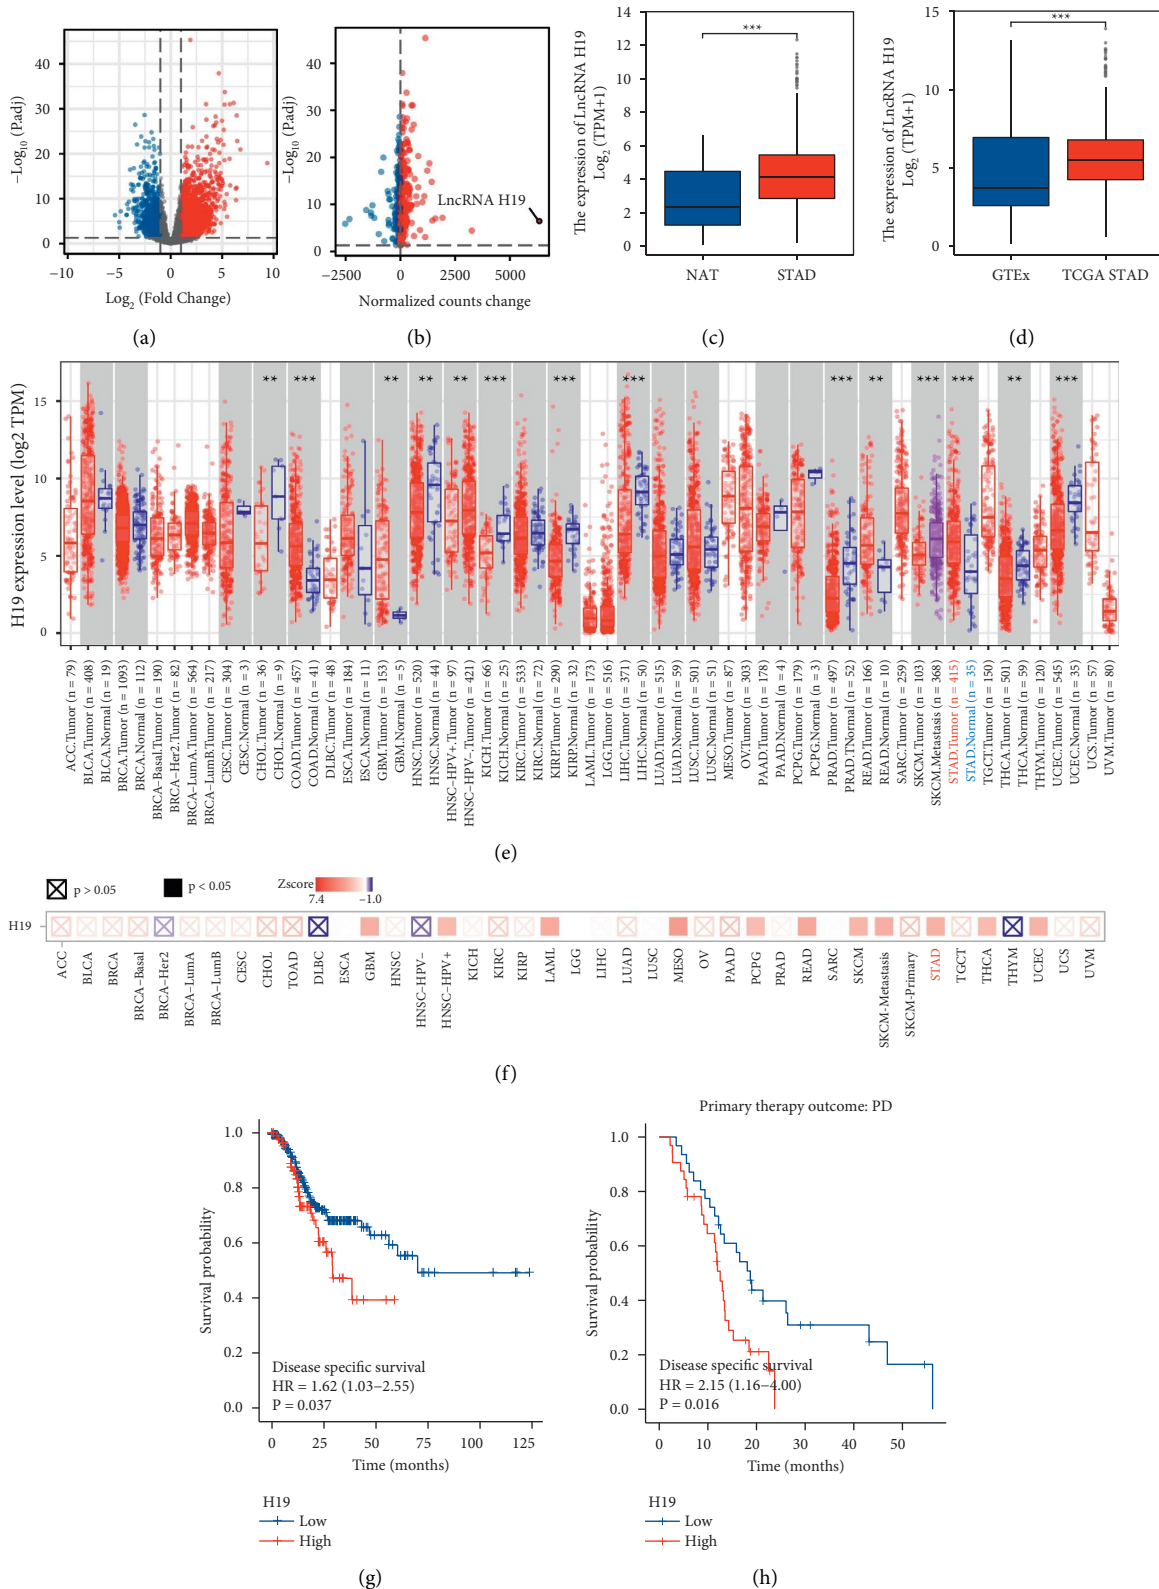 −Log10 (P.adj)
40
30
20
10
0
−10
−5
0
5
10
Log2 (Fold Change)
(a)
−Log10 (P.adj)
50
40
30
20
10
0
LncRNA H19
−2500
0
2500
5000
Normalized counts change
(b)
The expression of LncRNA H19
Log2 (TPM+1)
14
12
10
8
6
4
2
0
***
NAT
STAD
(c)
The expression of LncRNA H19
Log2 (TPM+1)
15
10
5
0
***
GTEx
TCGA STAD
(d)
H19 expression level (log2 TPM)
15
10
5
0
** *** ** ** ** *** *** *** *** ** *** *** ** ***
ACC.Tumor (n = 79)
BLCA.Tumor (n = 408)
BLCA.Normal (n = 19)
BRCA.Tumor (n = 1093)
BRCA.Normal (n = 112)
BRCA−Basal.Tumor (n = 190)
BRCA−Her2.Tumor (n = 82)
BRCA−LumA.Tumor (n = 564)
BRCA−LumB.Tumor (n = 217)
CESC.Tumor (n = 304)
CESC.Normal (n = 3)
CHOL.Tumor (n = 36)
CHOL.Normal (n = 9)
COAD.Tumor (n = 457)
COAD.Normal (n = 41)
DLBC.Tumor (n = 48)
ESCA.Tumor (n = 184)
ESCA.Normal (n = 11)
GBM.Tumor (n = 153)
GBM.Normal (n = 5)
HNSC.Tumor (n = 520)
HNSC.Normal (n = 44)
HNSC−HPV+.Tumor (n = 97)
HNSC−HPV−.Tumor (n = 421)
KICH.Tumor (n = 66)
KICH.Normal (n = 25)
KIRC.Tumor (n = 533)
KIRC.Normal (n = 72)
KIRP.Tumor (n = 290)
KIRP.Normal (n = 32)
LAML.Tumor (n = 173)
LGG.Tumor (n = 516)
LIHC.Tumor (n = 371)
LIHC.Normal (n = 50)
LUAD.Tumor (n = 515)
LUAD.Normal (n = 59)
LUSC.Tumor (n = 501)
LUSC.Normal (n = 51)
MESO.Tumor (n = 87)
OV.Tumor (n = 303)
PAAD.Tumor (n = 178)
PAAD.Normal (n = 4)
PCPG.Tumor (n = 179)
PCPG.Normal (n = 3)
PRAD.Tumor (n = 497)
PRAD.TNormal (n = 52)
READ.Tumor (n = 166)
READ.Normal (n = 10)
SARC.Tumor (n = 259)
SKCM.Tumor (n = 103)
SKCM.Metastasis (n = 368)
STAD.Tumor (n = 415)
STAD.Normal (n = 35)
TGCT.Tumor (n = 150)
THCA.Tumor (n = 501)
THCA.Normal (n = 59)
THYM.Tumor (n = 120)
UCEC.Tumor (n = 545)
UCEC.Normal (n = 35)
UCS.Tumor (n = 57)
UVM.Tumor (n = 80)
(e)
p > 0.05
p < 0.05
Zscore
7.4
−1.0
H19
ACC
BLCA
BRCA
BRCA−Basal
BRCA−Her2
BRCA−LumA
BRCA−LumB
CESC
CHOL
TOAD
DLBC
ESCA
GBM
HNSC
HNSC−HPV−
HNSC−HPV+
KICH
KIRC
KIRP
LAML
LGG
LIHC
LUAD
LUSC
MESO
OV
PAAD
PCPG
PRAD
READ
SARC
SKCM
SKCM−Metastasis
SKCM−Primary
STAD
TGCT
THCA
THYM
UCEC
UCS
UVM
(f)
Survival probability
1.0
0.8
0.6
0.4
0.2
0.0
Disease specific survival
HR = 1.62 (1.03−2.55)
P = 0.037
0
25
50
75
100
125
Time (months)
H19
Low
High
(g)
Primary therapy outcome: PD
Survival probability
1.0
0.8
0.6
0.4
0.2
0.0
Disease specific survival
HR = 2.15 (1.16−4.00)
P = 0.016
0
10
20
30
40
50
Time (months)
H19
Low
High
(h)